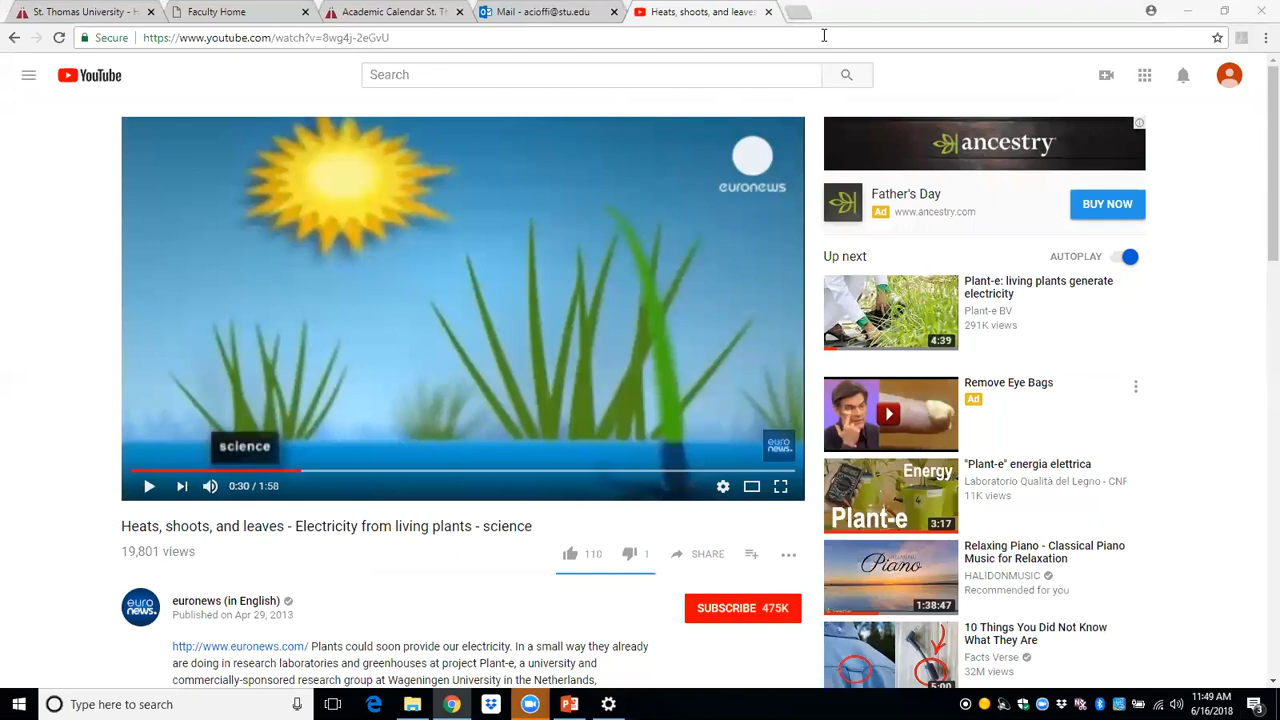 St. Thomas University - H
Faculty Home
Academic Calendar St. T
Mail - acioffi@stu.edu
Heats, shoots, and leave
Secure
https://www.youtube.com/watch?v=8wg4j-2eGvU
YouTube
Search
euronews
science
euro
news.
0:30 / 1:58
ancestry
Father's Day
Ad www.ancestry.com
BUY NOW
Up next
AUTOPLAY
Plant-e: living plants generate
electricity
Plant-e BV
291K views
4:39
Remove Eye Bags
Ad
"Plant-e" energia elettrica
Laboratorio Qualità del Legno - CNF
11K views
Energy
Plant-e
3:17
Relaxing Piano - Classical Piano
Music for Relaxation
HALIDONMUSIC
Recommended for you
Piano
1:38:47
10 Things You Did Not Know
What They Are
Facts Verse
32M views
5:00
Heats, shoots, and leaves - Electricity from living plants - science
19,801 views
110
1
SHARE
euro
news.
euronews (in English)
Published on Apr 29, 2013
SUBSCRIBE 475K
http://www.euronews.com/ Plants could soon provide our electricity. In a small way they already
are doing in research laboratories and greenhouses at project Plant-e, a university and
commercially-sponsored research group at Wageningen University in the Netherlands,
Type here to search
11:49 AM
6/16/2018
3